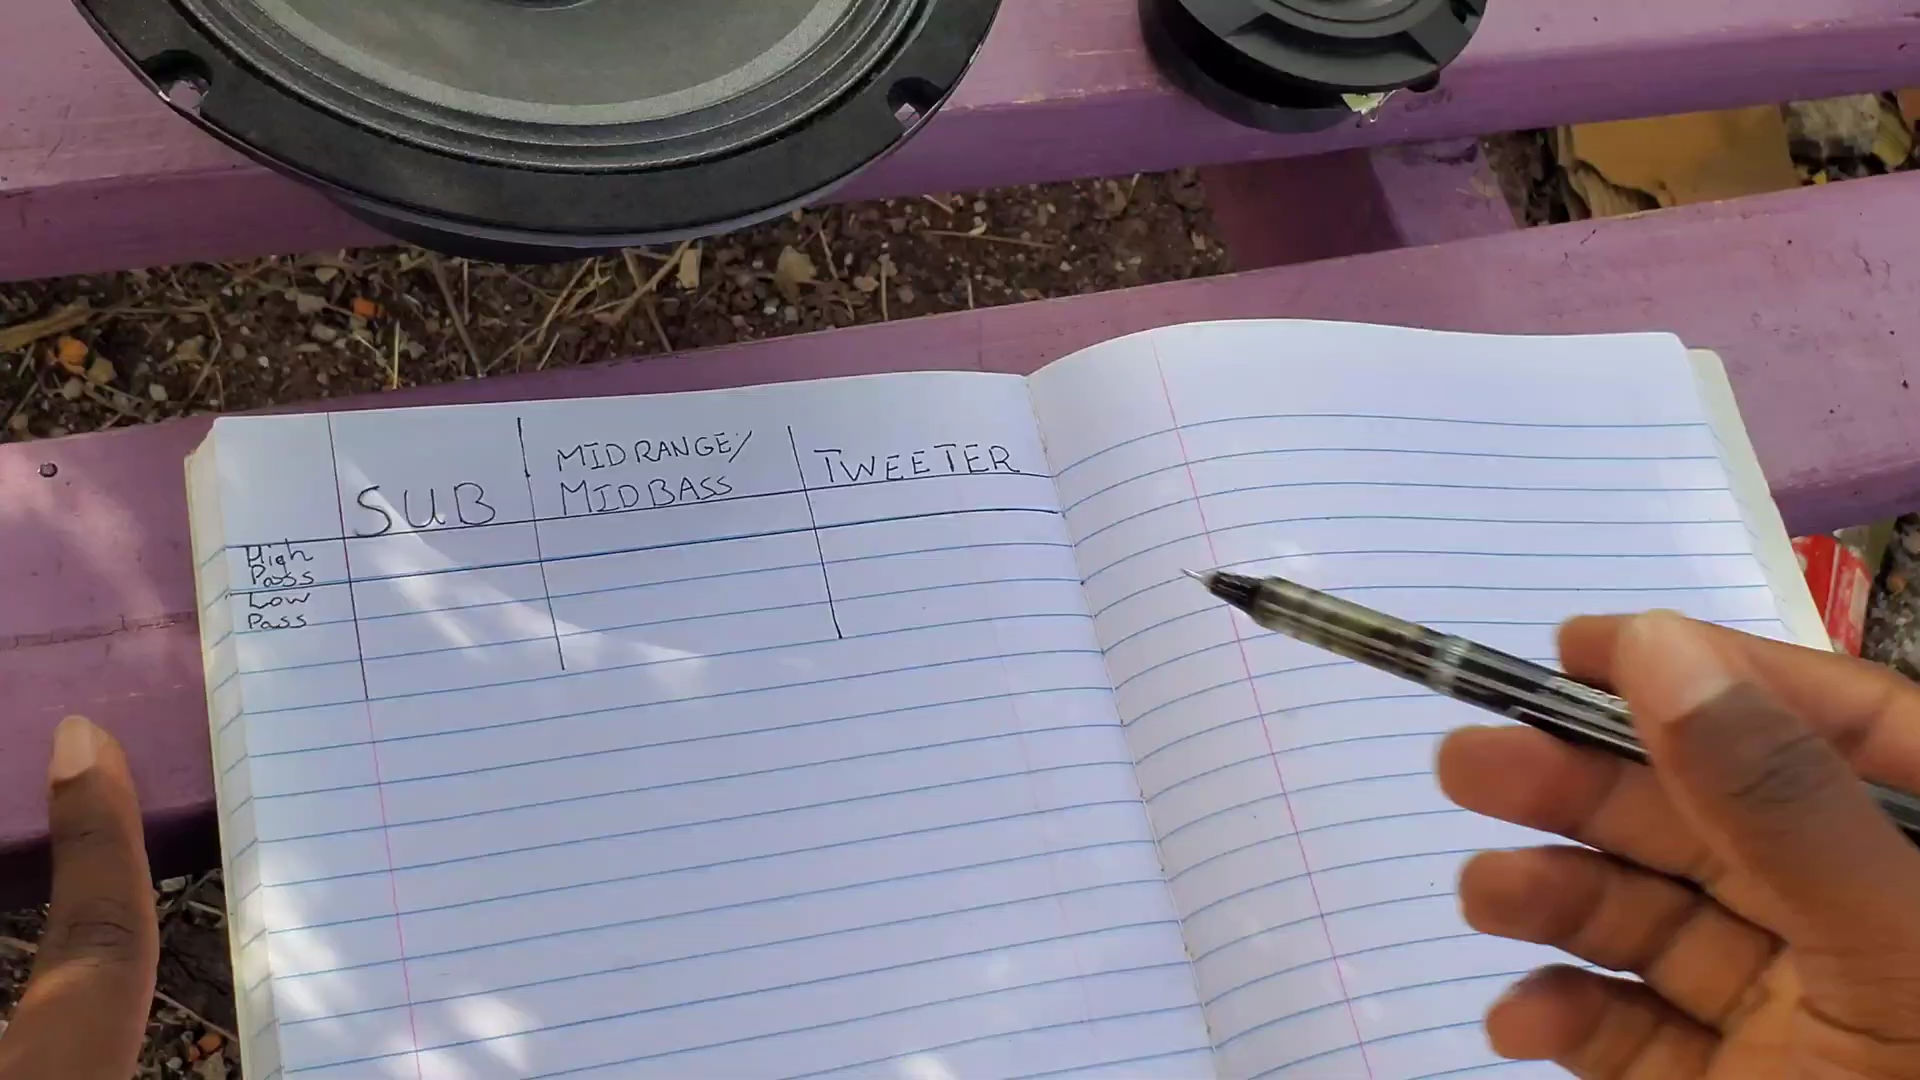 SUB
MIDRANGE/
MIDBASS
TWEETER
High
Pass
Low
Pass